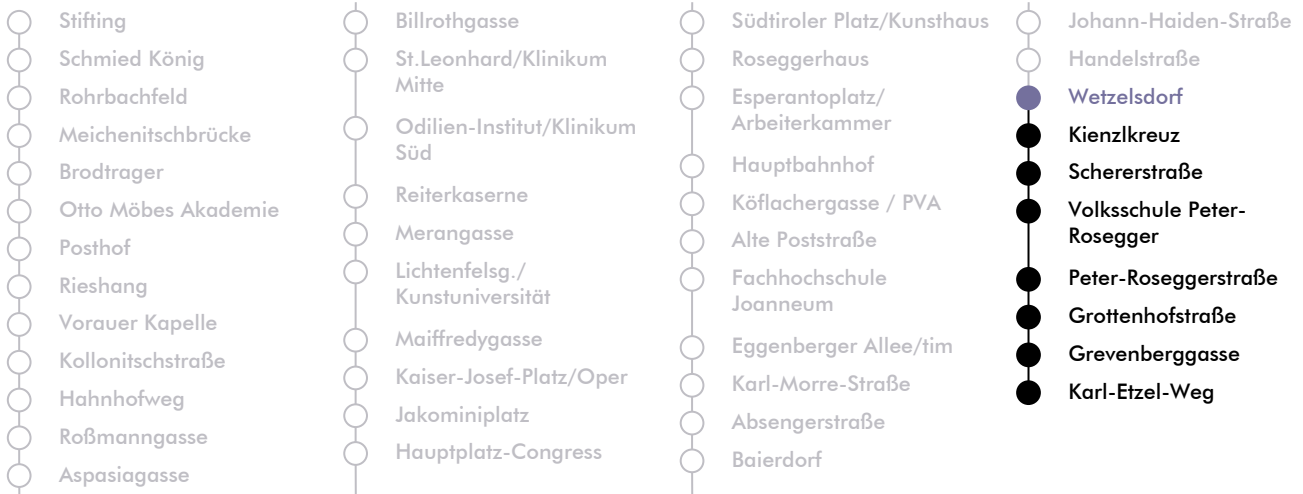 Stifting
Schmied König
Rohrbachfeld
Meichenitschbrücke
Brodtrager
Otto Möbes Akademie
Posthof
Rieshang
Vorauer Kapelle
Kollonitschstraße
Hahnhofweg
Roßmanngasse
Aspasiagasse
Billrothgasse
St.Leonhard/Klinikum
Mitte
Odilien-Institut/Klinikum
Süd
Reiterkaserne
Merangasse
Lichtenfelsg./
Kunstuniversität
Maiffredygasse
Kaiser-Josef-Platz/Oper
Jakominiplatz
Hauptplatz-Congress
Südtiroler Platz/Kunsthaus
Roseggerhaus
Esperantoplatz/
Arbeiterkammer
Hauptbahnhof
Köflachergasse / PVA
Alte Poststraße
Fachhochschule
Joanneum
Eggenberger Allee/tim
Karl-Morre-Straße
Absengerstraße
Baierdorf
Johann-Haiden-Straße
Handelstraße
Wetzelsdorf
Kienzlkreuz
Schererstraße
Volksschule Peter-
Rosegger
Peter-Roseggerstraße
Grottenhofstraße
Grevenberggasse
Karl-Etzel-Weg